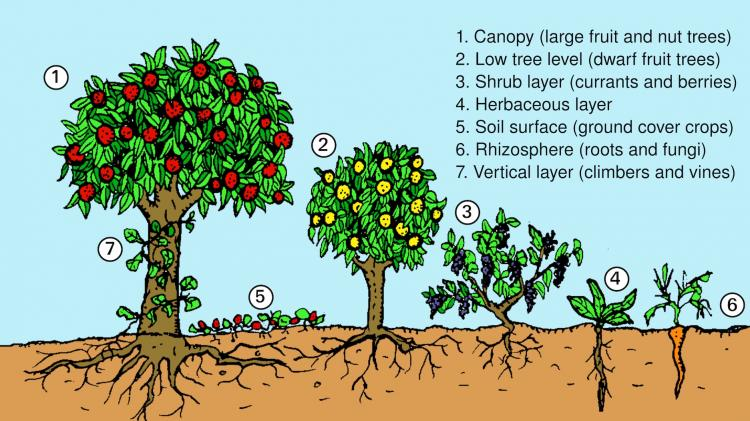 1. Canopy (large fruit and nut trees)
2. Low tree level (dwarf fruit trees)
3. Shrub layer (currants and berries)
4. Herbaceous layer
5. Soil surface (ground cover crops)
6. Rhizosphere (roots and fungi)
7. Vertical layer (climbers and vines)
1
2
3
7
4
5
6